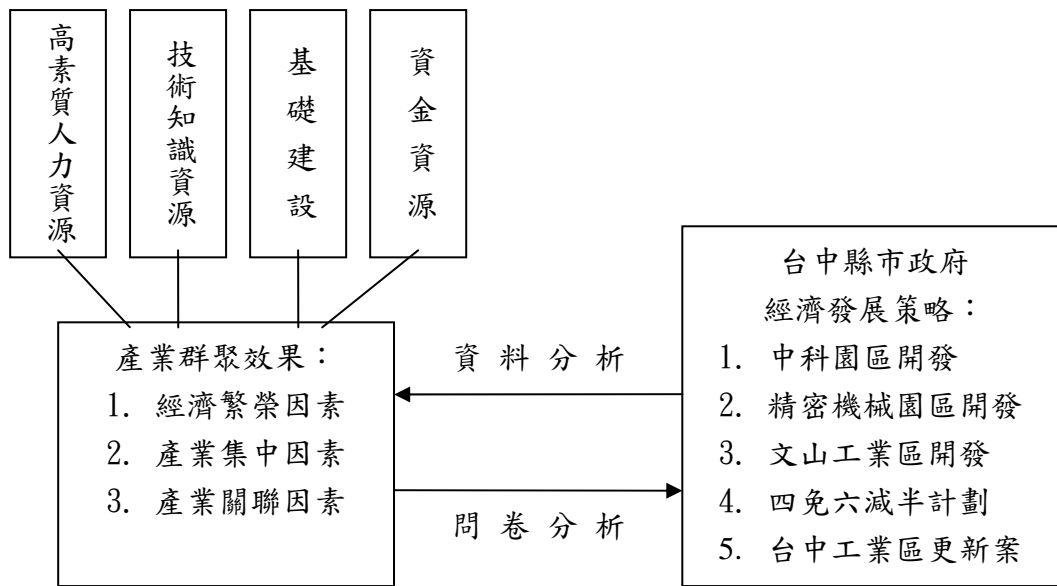 高素質人力資源
技術知識資源
基礎建設
資金資源
產業群聚效果：
1. 經濟繁榮因素
2. 產業集中因素
3. 產業關聯因素
資料分析
問卷分析
台中縣市政府
經濟發展策略：
1. 中科園區開發
2. 精密機械園區開發
3. 文山工業區開發
4. 四免六減半計劃
5. 台中工業區更新案